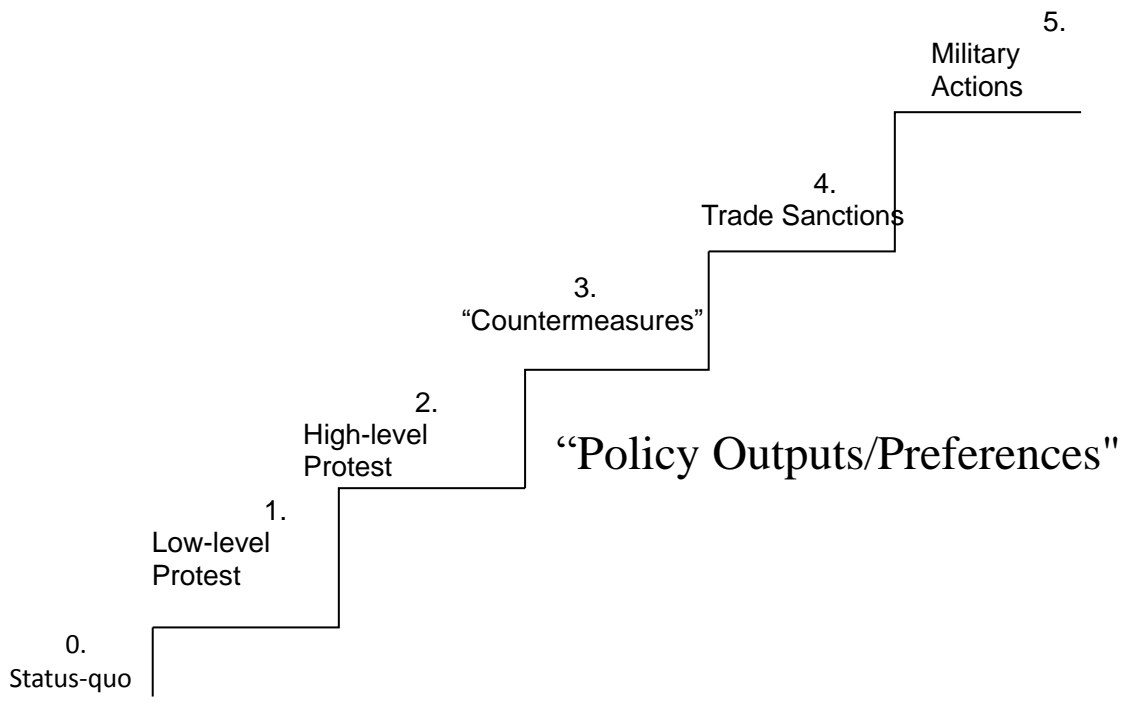 5.
Military
Actions
4.
Trade Sanctions
3.
“Countermeasures”
2.
High-level
Protest
“Policy Outputs/Preferences"
1.
Low-level
Protest
0.
Status-quo